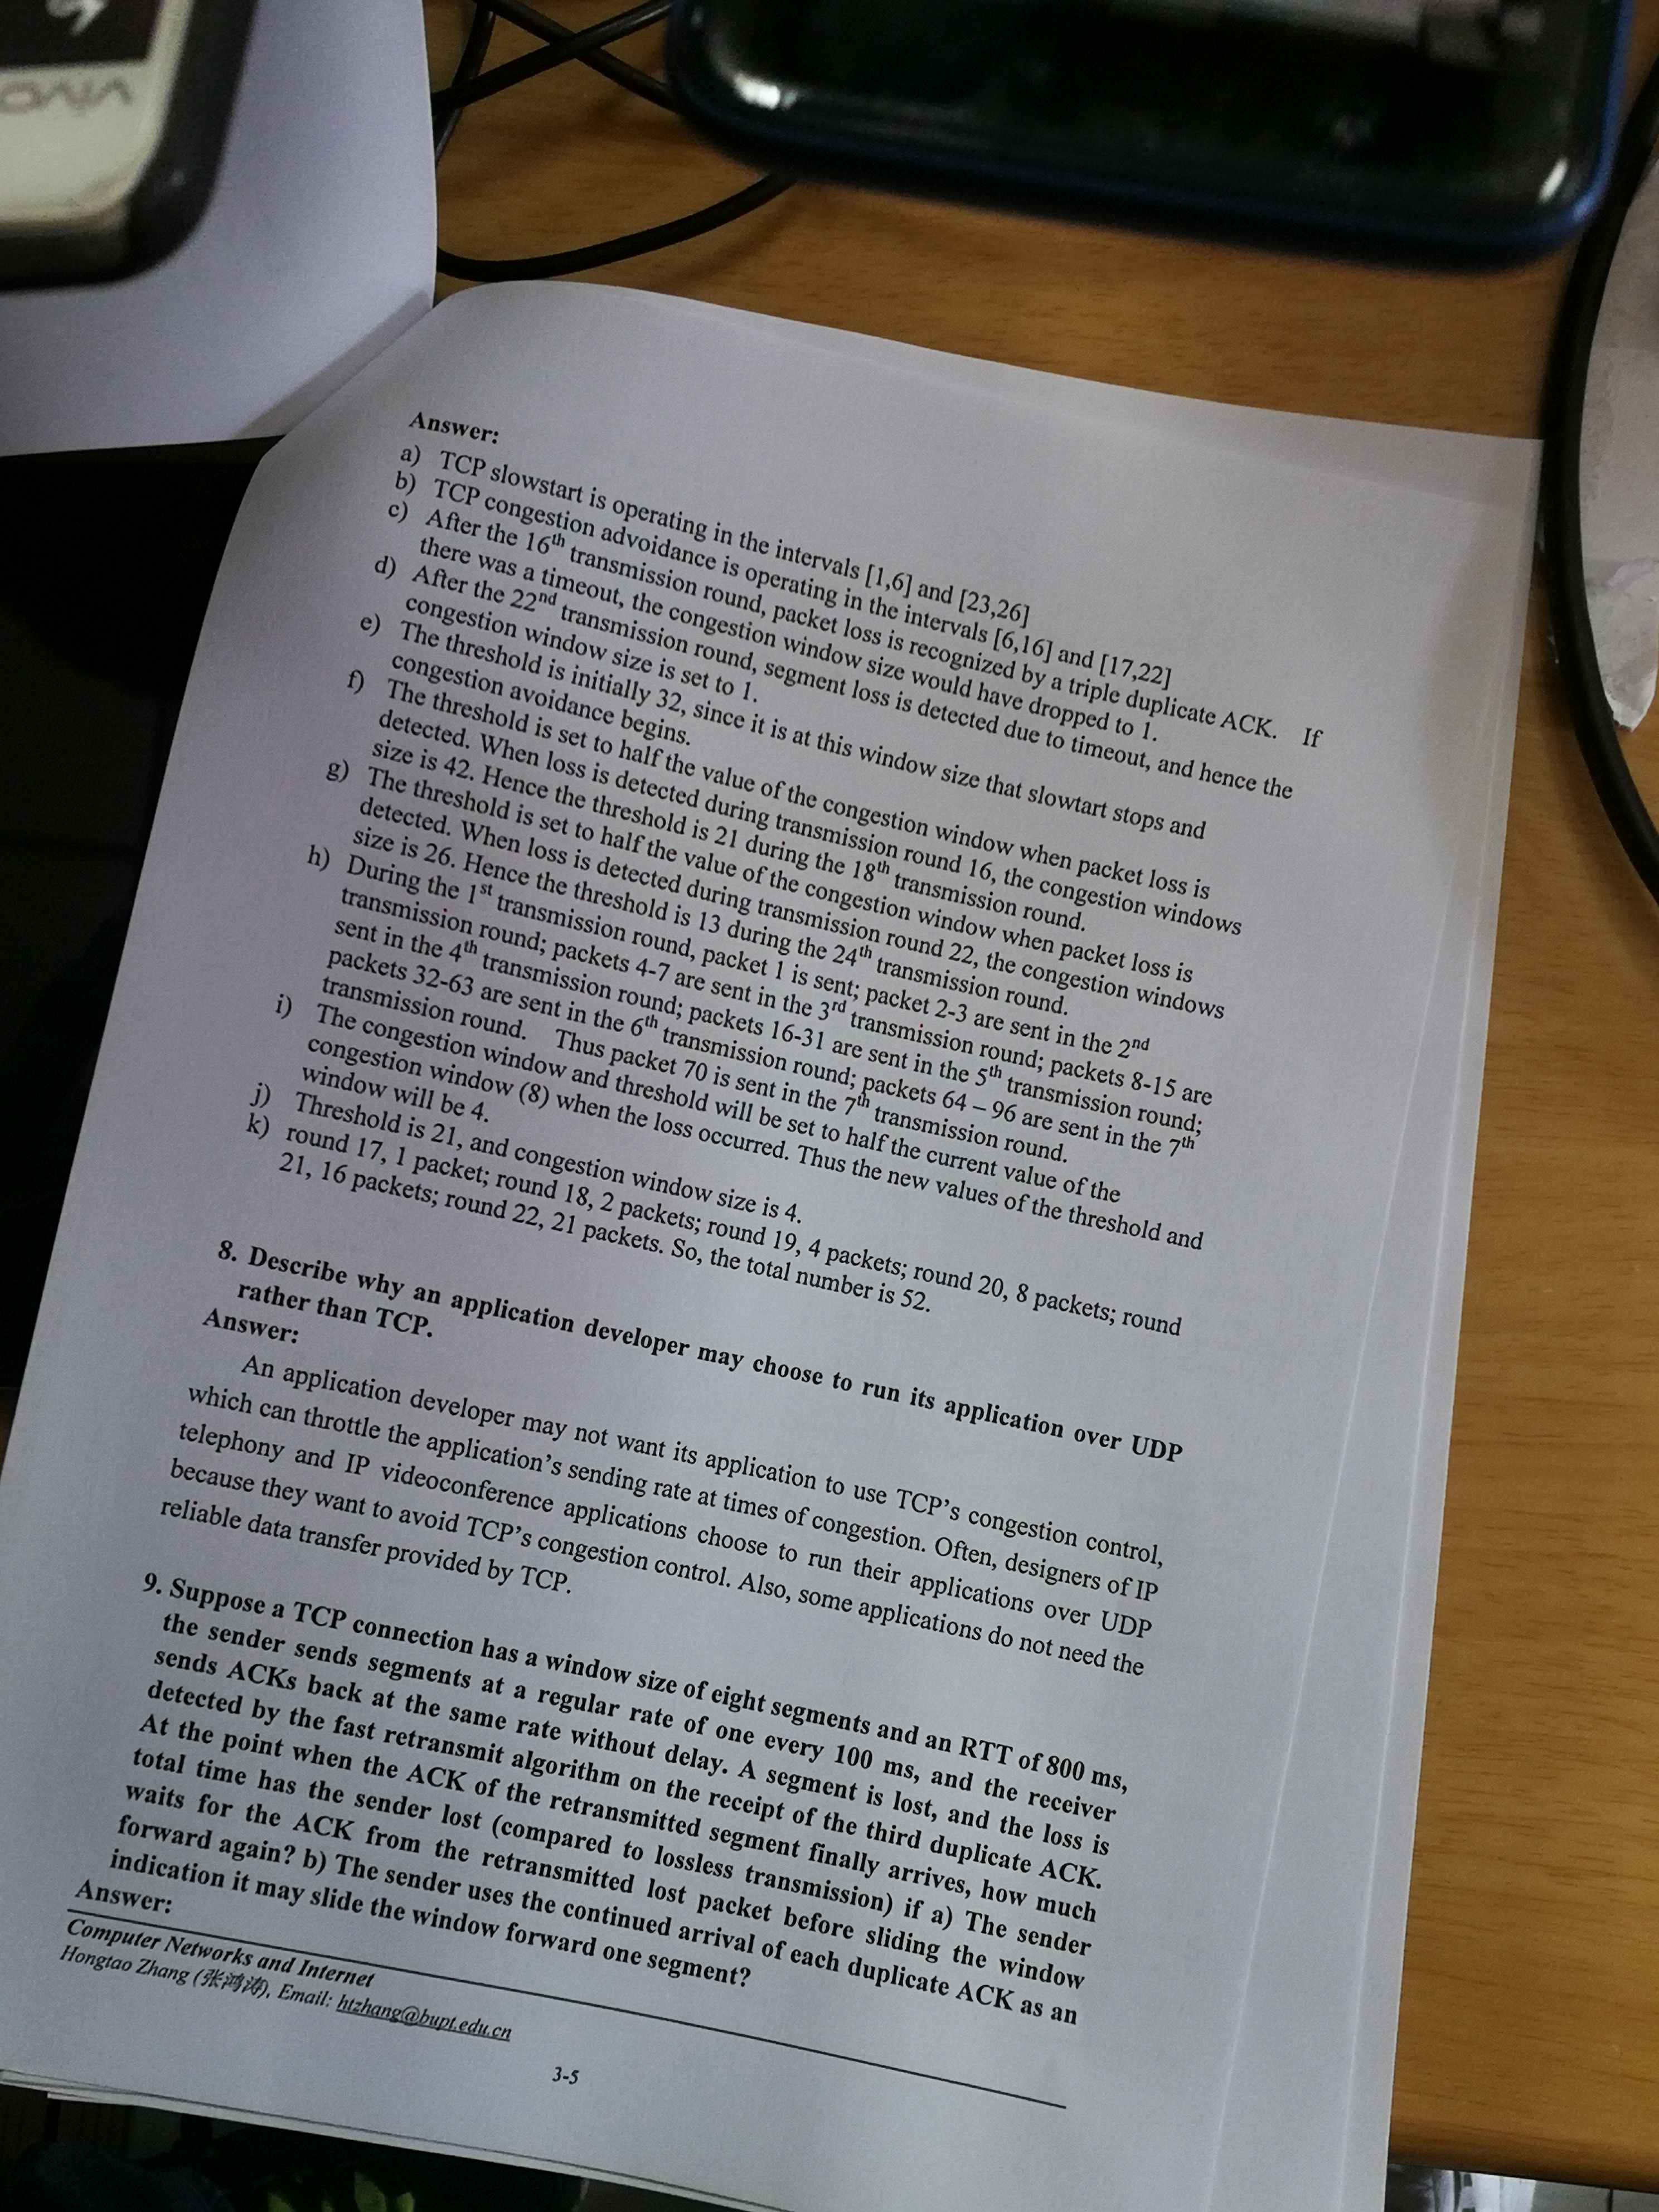 vivo
Answer:
a) TCP slowstart is operating in the intervals [1,6] and [23,26]
b) TCP congestion advoidance is operating in the intervals [6,16] and [17,22]
c) After the 16th transmission round, packet loss is recognized by a triple duplicate ACK. If
there was a timeout, the congestion window size would have dropped to 1.
d) After the 22nd transmission round, segment loss is detected due to timeout, and hence the
congestion window size is set to 1.
e) The threshold is initially 32, since it is at this window size that slowtart stops and
congestion avoidance begins.
f) The threshold is set to half the value of the congestion window when packet loss is
detected. When loss is detected during transmission round 16, the congestion windows
size is 42. Hence the threshold is 21 during the 18th transmission round.
g) The threshold is set to half the value of the congestion window when packet loss is
detected. When loss is detected during transmission round 22, the congestion windows
size is 26. Hence the threshold is 13 during the 24th transmission round.
h) During the 1st transmission round, packet 1 is sent; packet 2-3 are sent in the 2nd
transmission round; packets 4-7 are sent in the 3rd transmission round; packets 8-15 are
sent in the 4th transmission round; packets 16-31 are sent in the 5th transmission round;
packets 32-63 are sent in the 6th transmission round; packets 64 – 96 are sent in the 7th
transmission round. Thus packet 70 is sent in the 7th transmission round.
i) The congestion window and threshold will be set to half the current value of the
congestion window (8) when the loss occurred. Thus the new values of the threshold and
window will be 4.
j) Threshold is 21, and congestion window size is 4.
k) round 17, 1 packet; round 18, 2 packets; round 19, 4 packets; round 20, 8 packets; round
21, 16 packets; round 22, 21 packets. So, the total number is 52.
8. Describe why an application developer may choose to run its application over UDP
rather than TCP.
Answer:
An application developer may not want its application to use TCP’s congestion control,
which can throttle the application’s sending rate at times of congestion. Often, designers of IP
telephony and IP videoconference applications choose to run their applications over UDP
because they want to avoid TCP’s congestion control. Also, some applications do not need the
reliable data transfer provided by TCP.
9. Suppose a TCP connection has a window size of eight segments and an RTT of 800 ms,
the sender sends segments at a regular rate of one every 100 ms, and the receiver
sends ACKs back at the same rate without delay. A segment is lost, and the loss is
detected by the fast retransmit algorithm on the receipt of the third duplicate ACK.
At the point when the ACK of the retransmitted segment finally arrives, how much
total time has the sender lost (compared to lossless transmission) if a) The sender
waits for the ACK from the retransmitted lost packet before sliding the window
forward again? b) The sender uses the continued arrival of each duplicate ACK as an
indication it may slide the window forward one segment?
Answer:
Computer Networks and Internet
Hongtao Zhang (张鸿涛), Email: htzhang@bupt.edu.cn
3-5